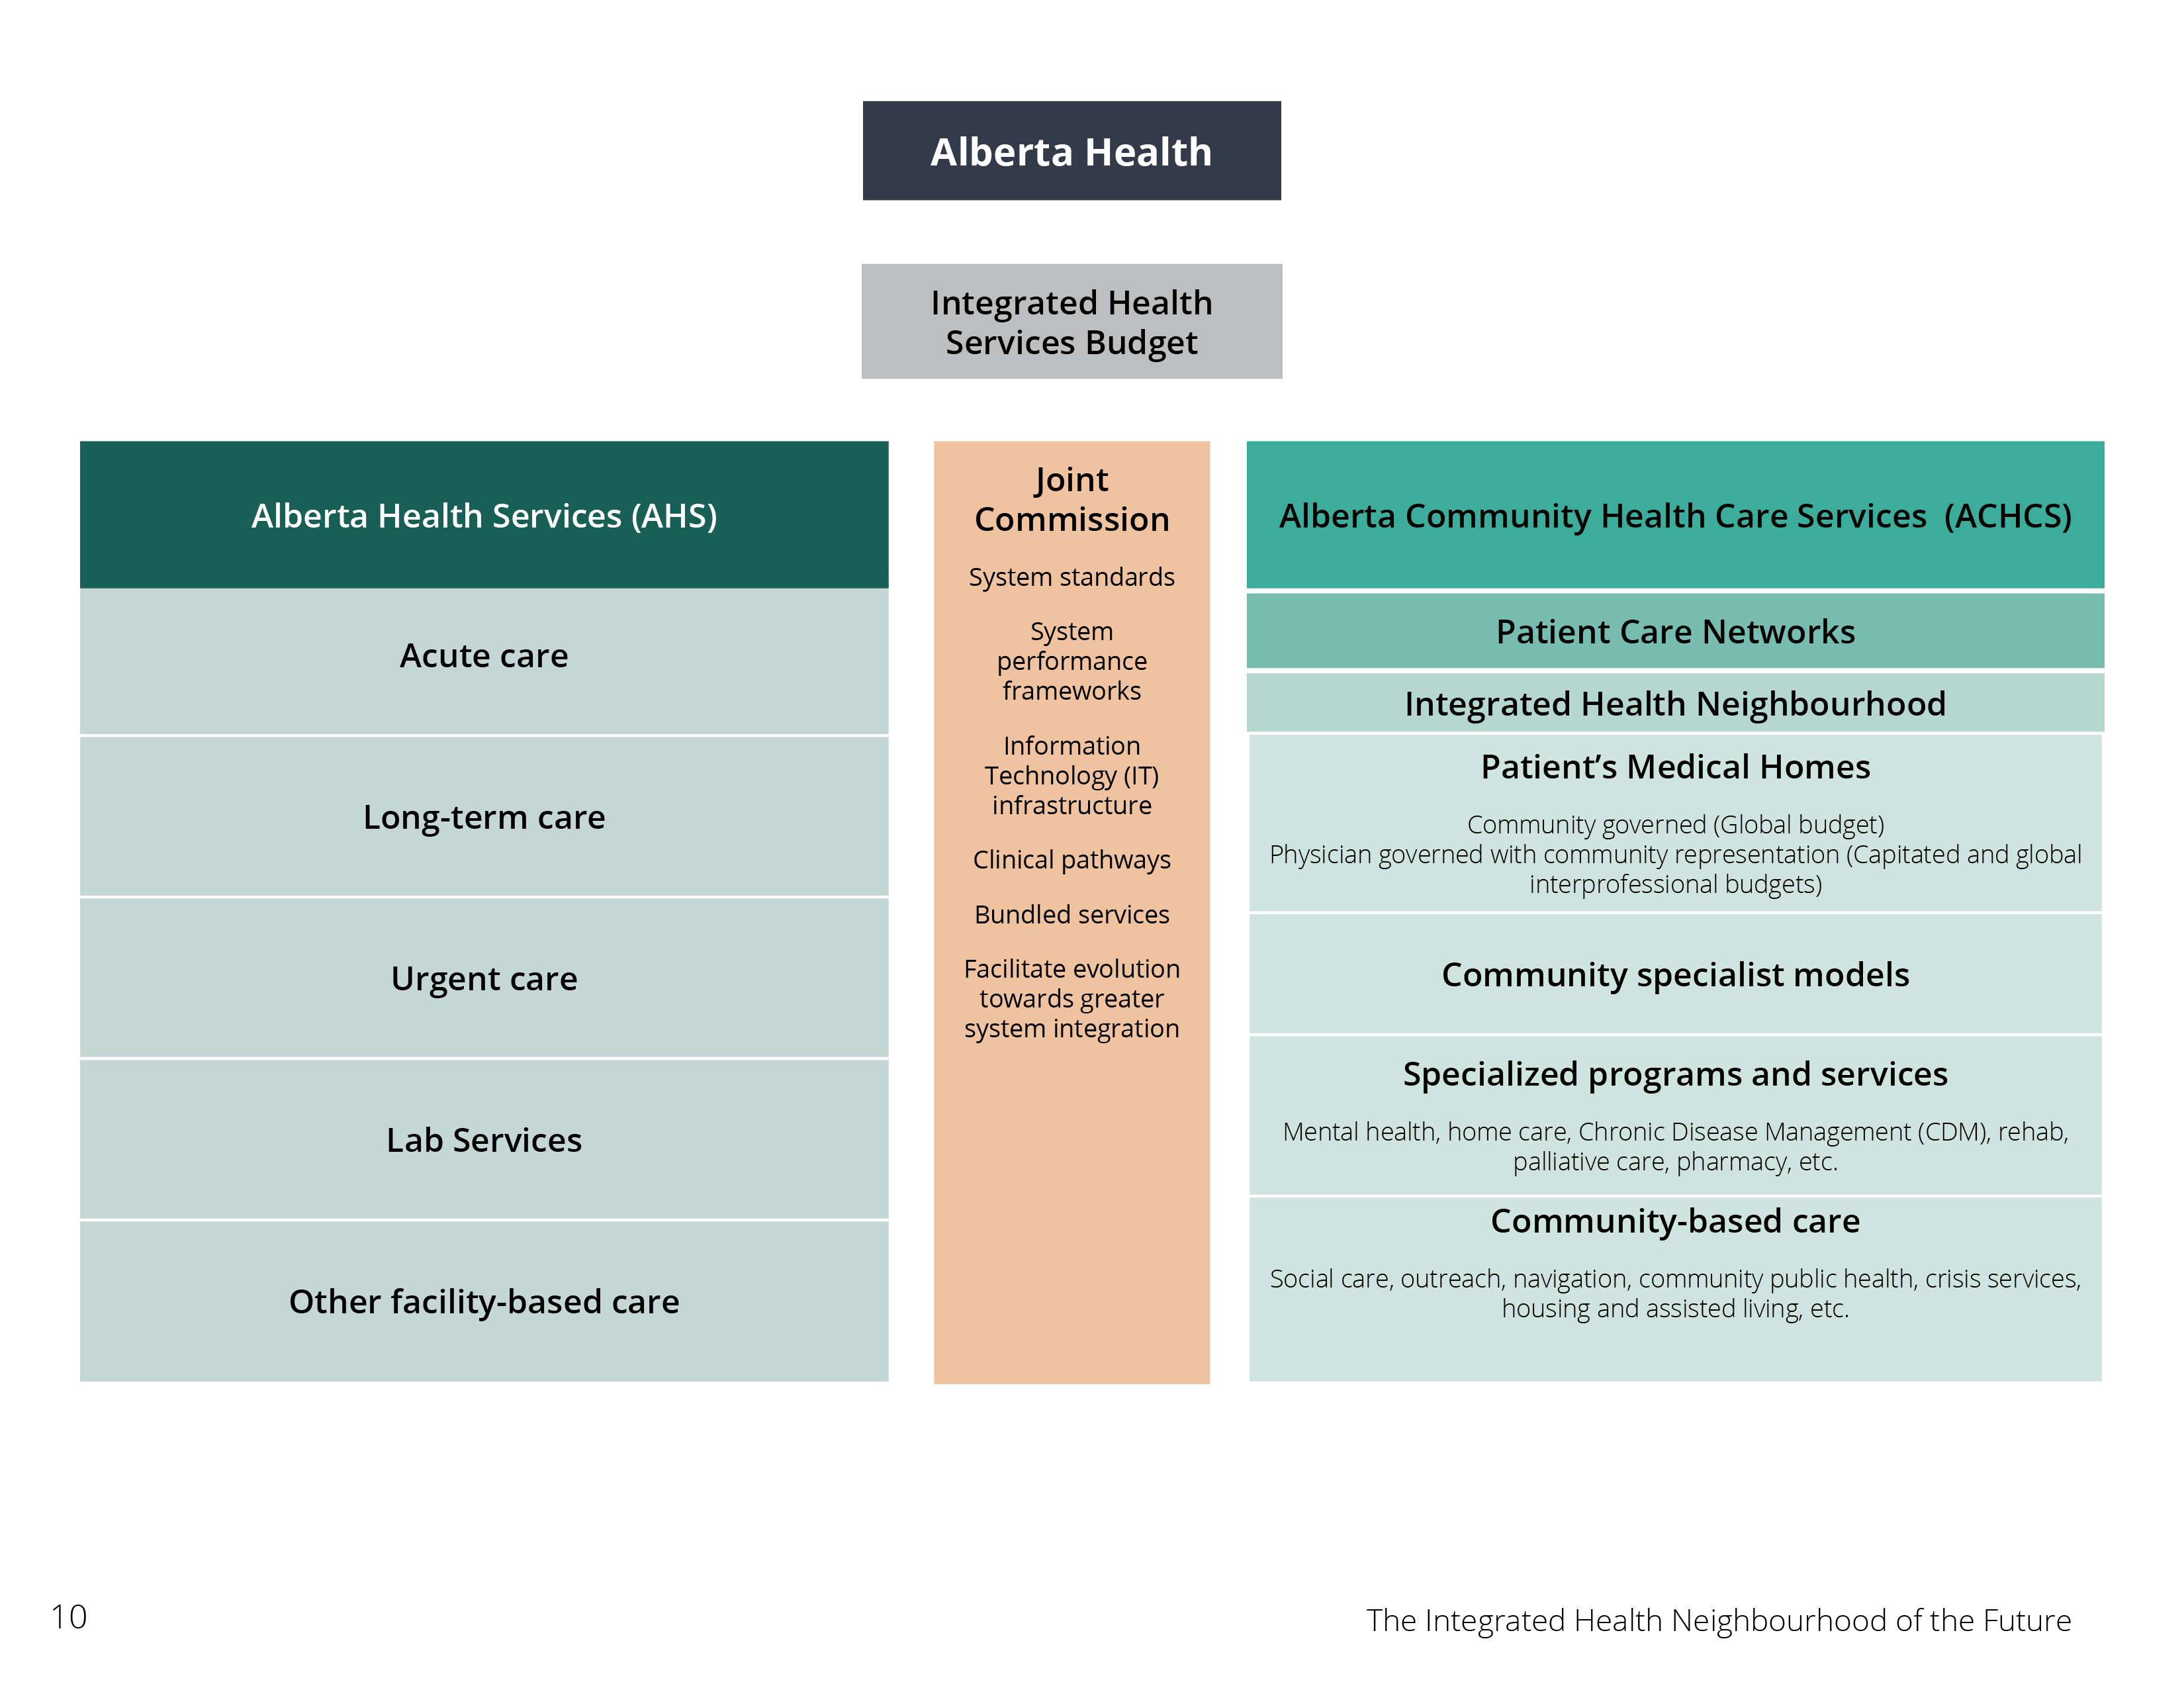 Alberta Health
Integrated Health
Services Budget
Alberta Health Services (AHS)
Acute care
Long-term care
Urgent care
Lab Services
Other facility-based care
Joint
Commission
System standards
System
performance
frameworks
Information
Technology (IT)
infrastructure
Clinical pathways
Bundled services
Facilitate evolution
towards greater
system integration
Alberta Community Health Care Services (ACHCS)
Patient Care Networks
Integrated Health Neighbourhood
Patient’s Medical Homes
Community governed (Global budget)
Physician governed with community representation (Capitated and global
interprofessional budgets)
Community specialist models
Specialized programs and services
Mental health, home care, Chronic Disease Management (CDM), rehab,
palliative care, pharmacy, etc.
Community-based care
Social care, outreach, navigation, community public health, crisis services,
housing and assisted living, etc.
10
The Integrated Health Neighbourhood of the Future